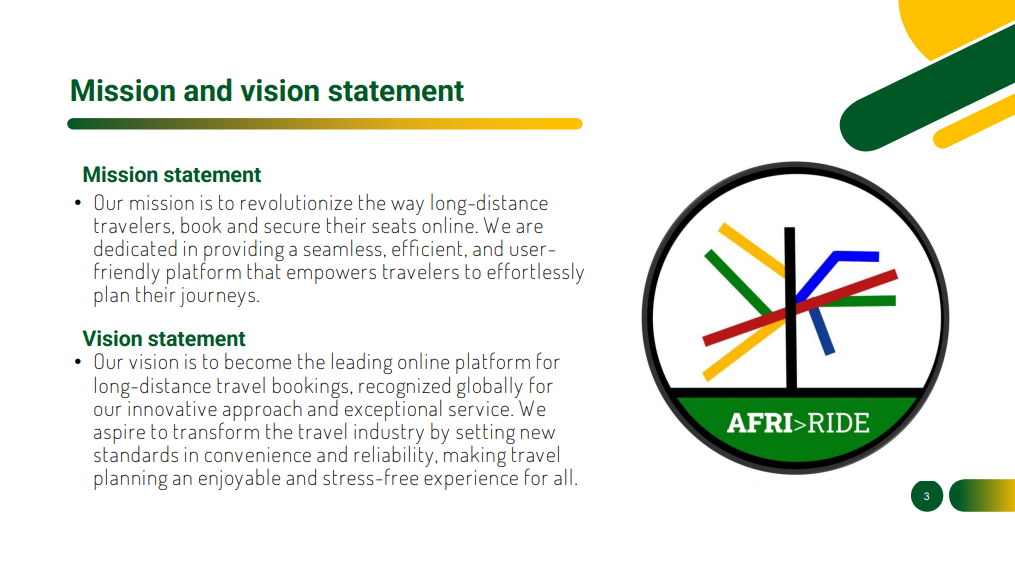 Mission and vision statement
Mission statement
• Our mission is to revolutionize the way long-distance
travelers, book and secure their seats online. We are
dedicated in providing a seamless, efficient, and user-
friendly platform that empowers travelers to effortlessly
plan their journeys.
Vision statement
• Our vision is to become the leading online platform for
long-distance travel bookings, recognized globally for
our innovative approach and exceptional service. We
aspire to transform the travel industry by setting new
standards in convenience and reliability, making travel
planning an enjoyable and stress-free experience for all.
AFRI>RIDE
3